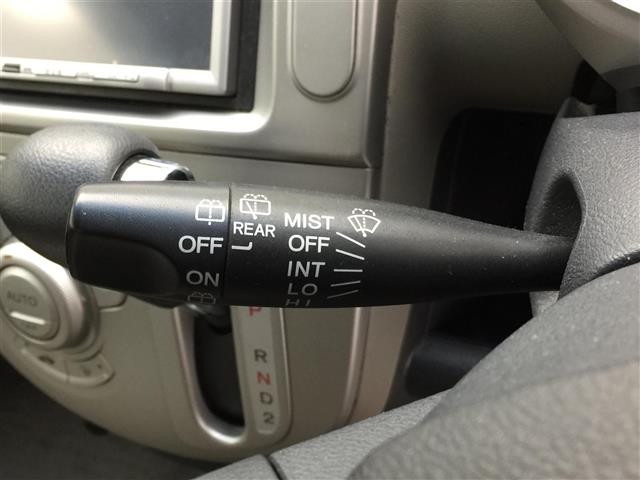 MIST
OFF REAR OFF
INT
ON LO
HI
AUTO
P
R
N
D
2